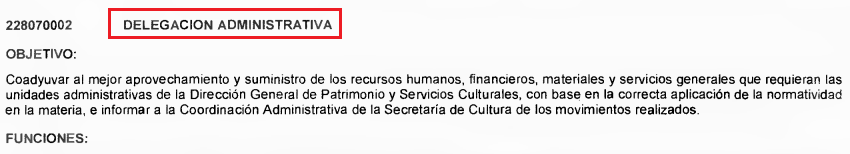 228070002 DELEGACION ADMINISTRATIVA
OBJETIVO:
Coadyuvar al mejor aprovechamiento y suministro de los recursos humanos, financieros, materiales y servicios generales que requieran las
unidades administrativas de la Dirección General de Patrimonio y Servicios Culturales, con base en la correcta aplicación de la normatividad
en la materia, e informar a la Coordinación Administrativa de la Secretaría de Cultura de los movimientos realizados.
FUNCIONES: